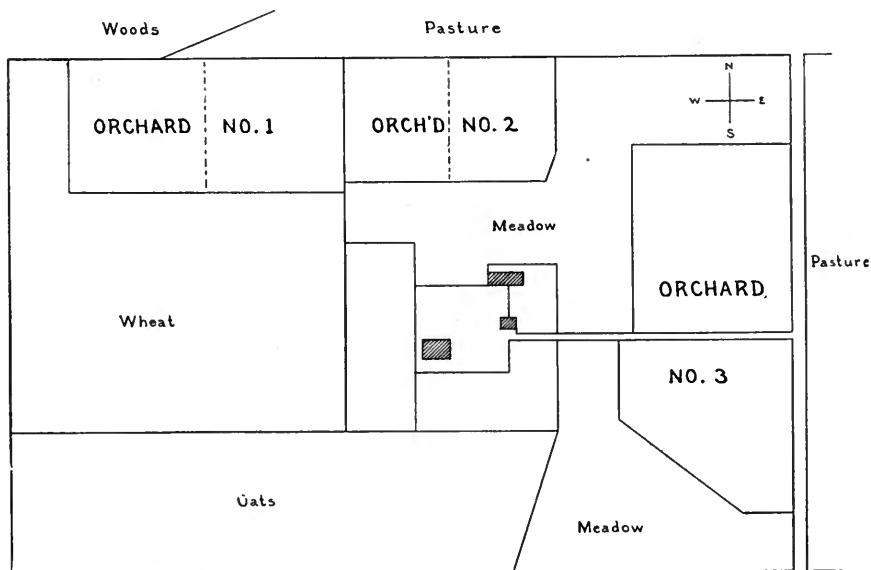 Woods
Pasture
N
W E
S
ORCHARD NO. 1
ORCH'D NO. 2
Meadow
Pasture
ORCHARD.
Wheat
NO. 3
Oats
Meadow